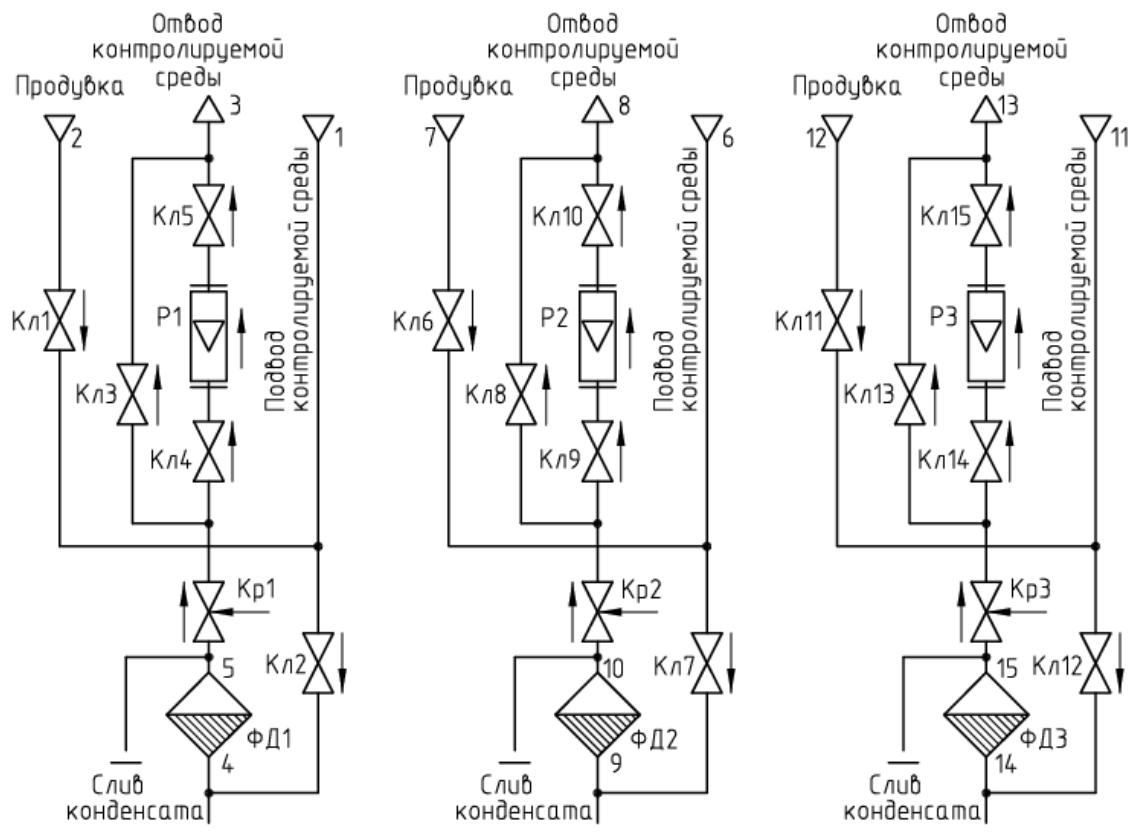 Отвод
контролируемой
среды
Продувка
3
2
1
Кл5
Подвод
контролируемой среды
Кл1
Р1
Кл3
Кл4
Кр1
5
Кл2
ФД1
4
Слив
конденсата
Отвод
контролируемой
среды
Продувка
8
7
6
Кл10
Подвод
контролируемой среды
Кл6
Р2
Кл8
Кл9
Кр2
10
Кл7
ФД2
9
Слив
конденсата
Отвод
контролируемой
среды
Продувка
13
12
11
Кл15
Подвод
контролируемой среды
Кл11
Р3
Кл13
Кл14
Кр3
15
Кл12
ФД3
14
Слив
конденсата